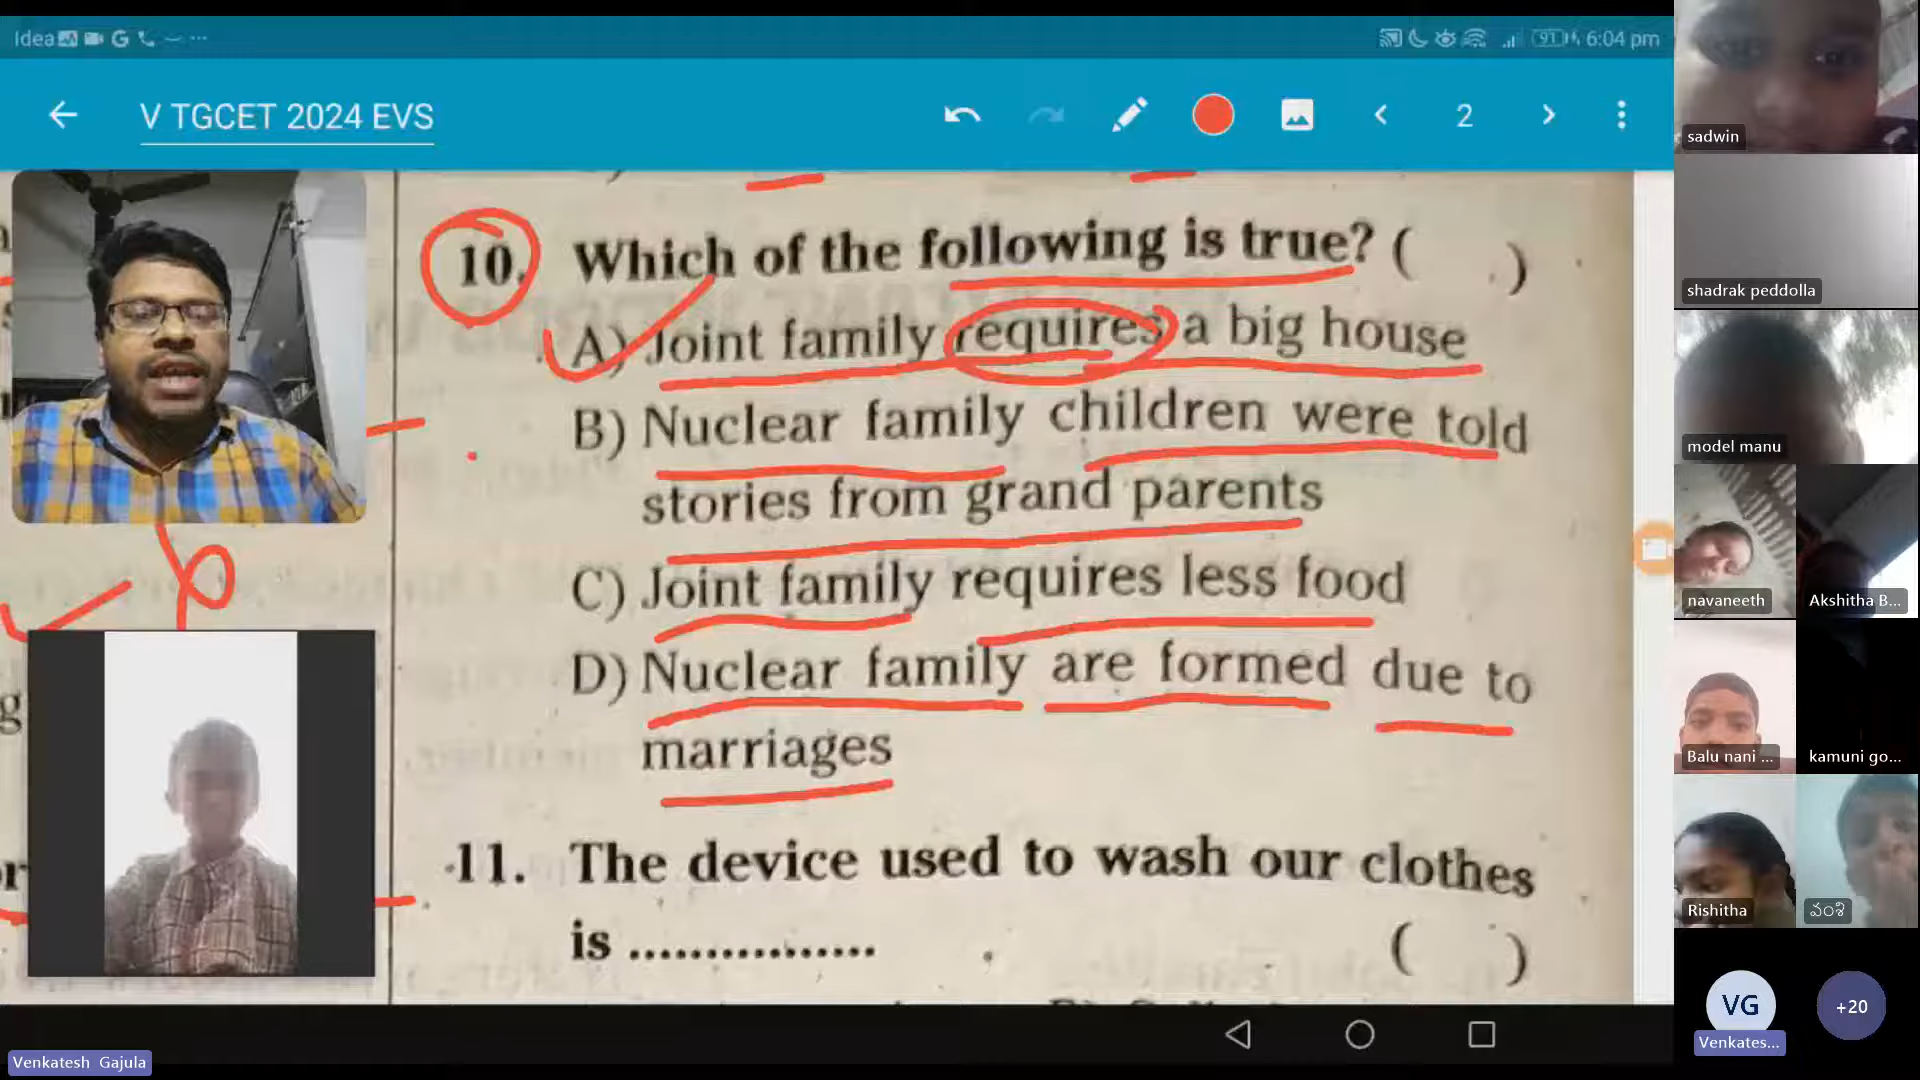 Idea
91% 6:04 pm
V TGCET 2024 EVS
2
10. Which of the following is true? ( )
A) Joint family requires a big house
B) Nuclear family children were told
stories from grand parents
C) Joint family requires less food
D) Nuclear family are formed due to
marriages
11. The device used to wash our clothes
is ............... ( )
sadwin
shadrak peddolla
model manu
navaneeth
Akshitha B...
Balu nani ...
kamuni go...
Rishitha
వంశి
VG
+20
Venkates...
Venkatesh Gajula